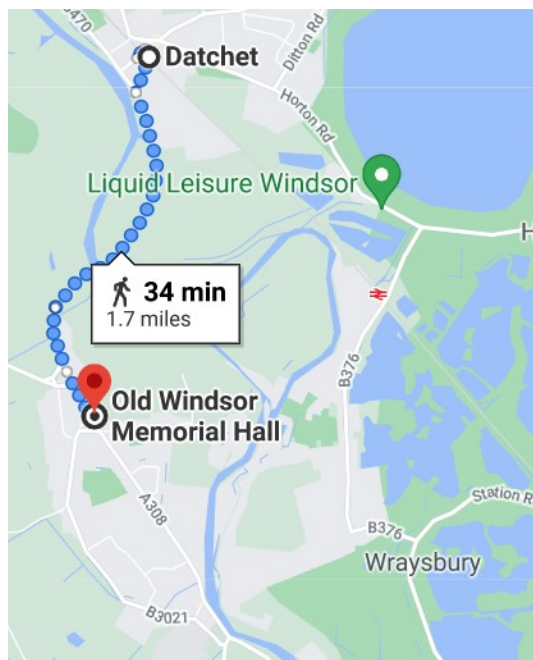 B470
Datchet
Ditton Rd
Horton Rd
Liquid Leisure Windsor
H
34 min
1.7 miles
B376
Old Windsor
Memorial Hall
A308
Station R
B376
Wraysbury
B3021